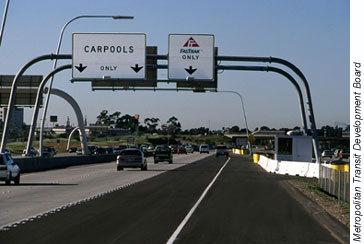 CARPOOLS
ONLY
FasTrak
ONLY
Metropolitan Transit Development Board